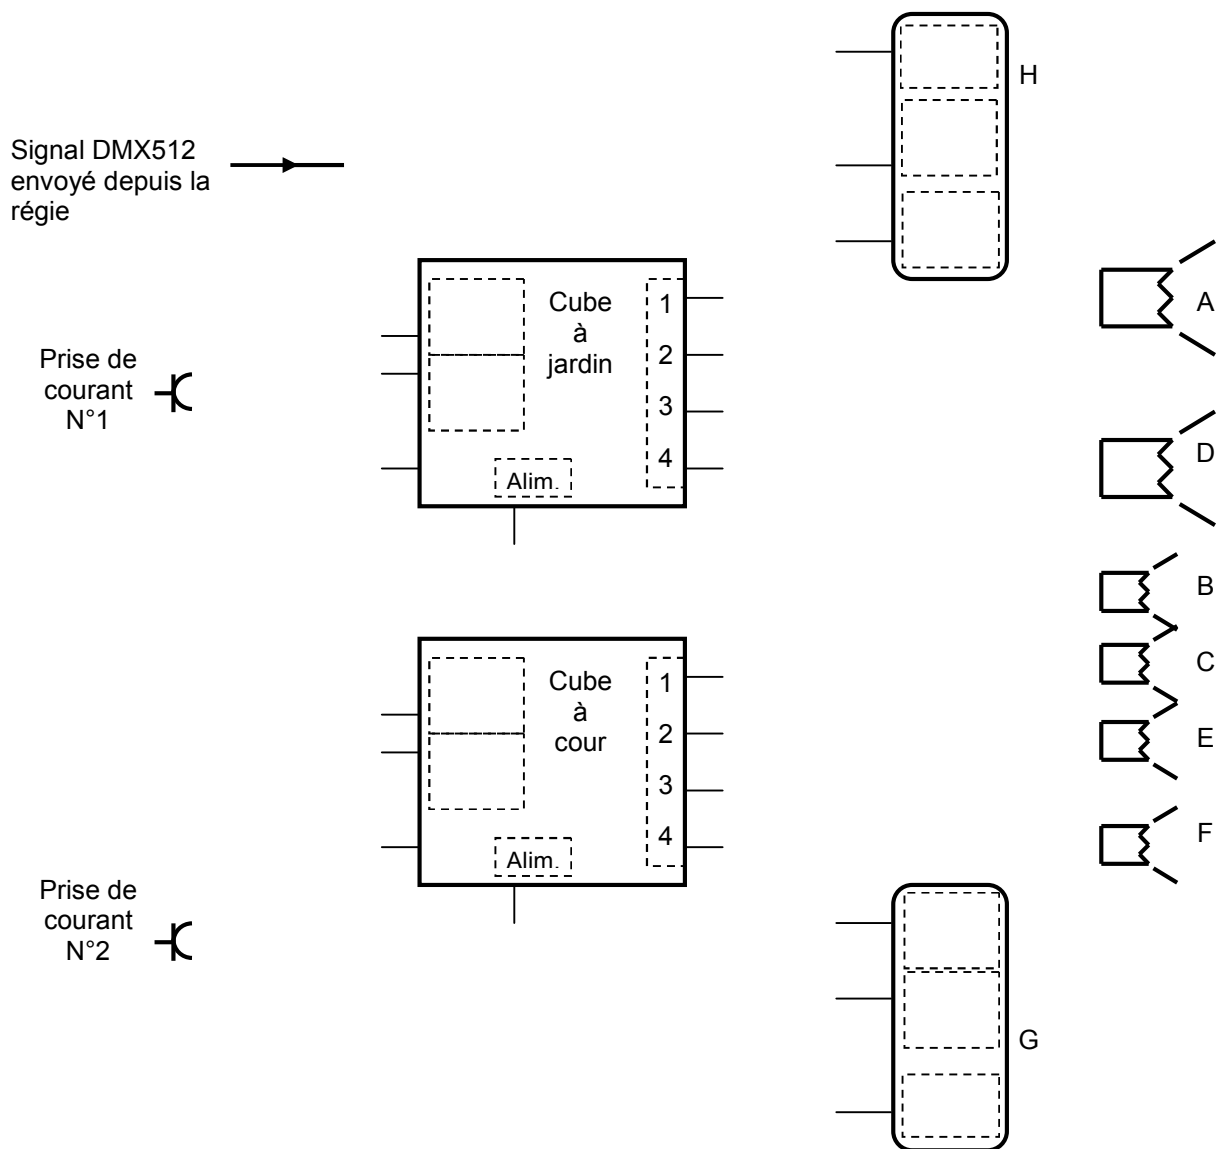 H
Signal DMX512
envoyé depuis la
régie
Cube
à
jardin
1
2
3
4
Alim.
A
Prise de
courant
N°1
D
B
C
E
F
Cube
à
cour
1
2
3
4
Alim.
Prise de
courant
N°2
G